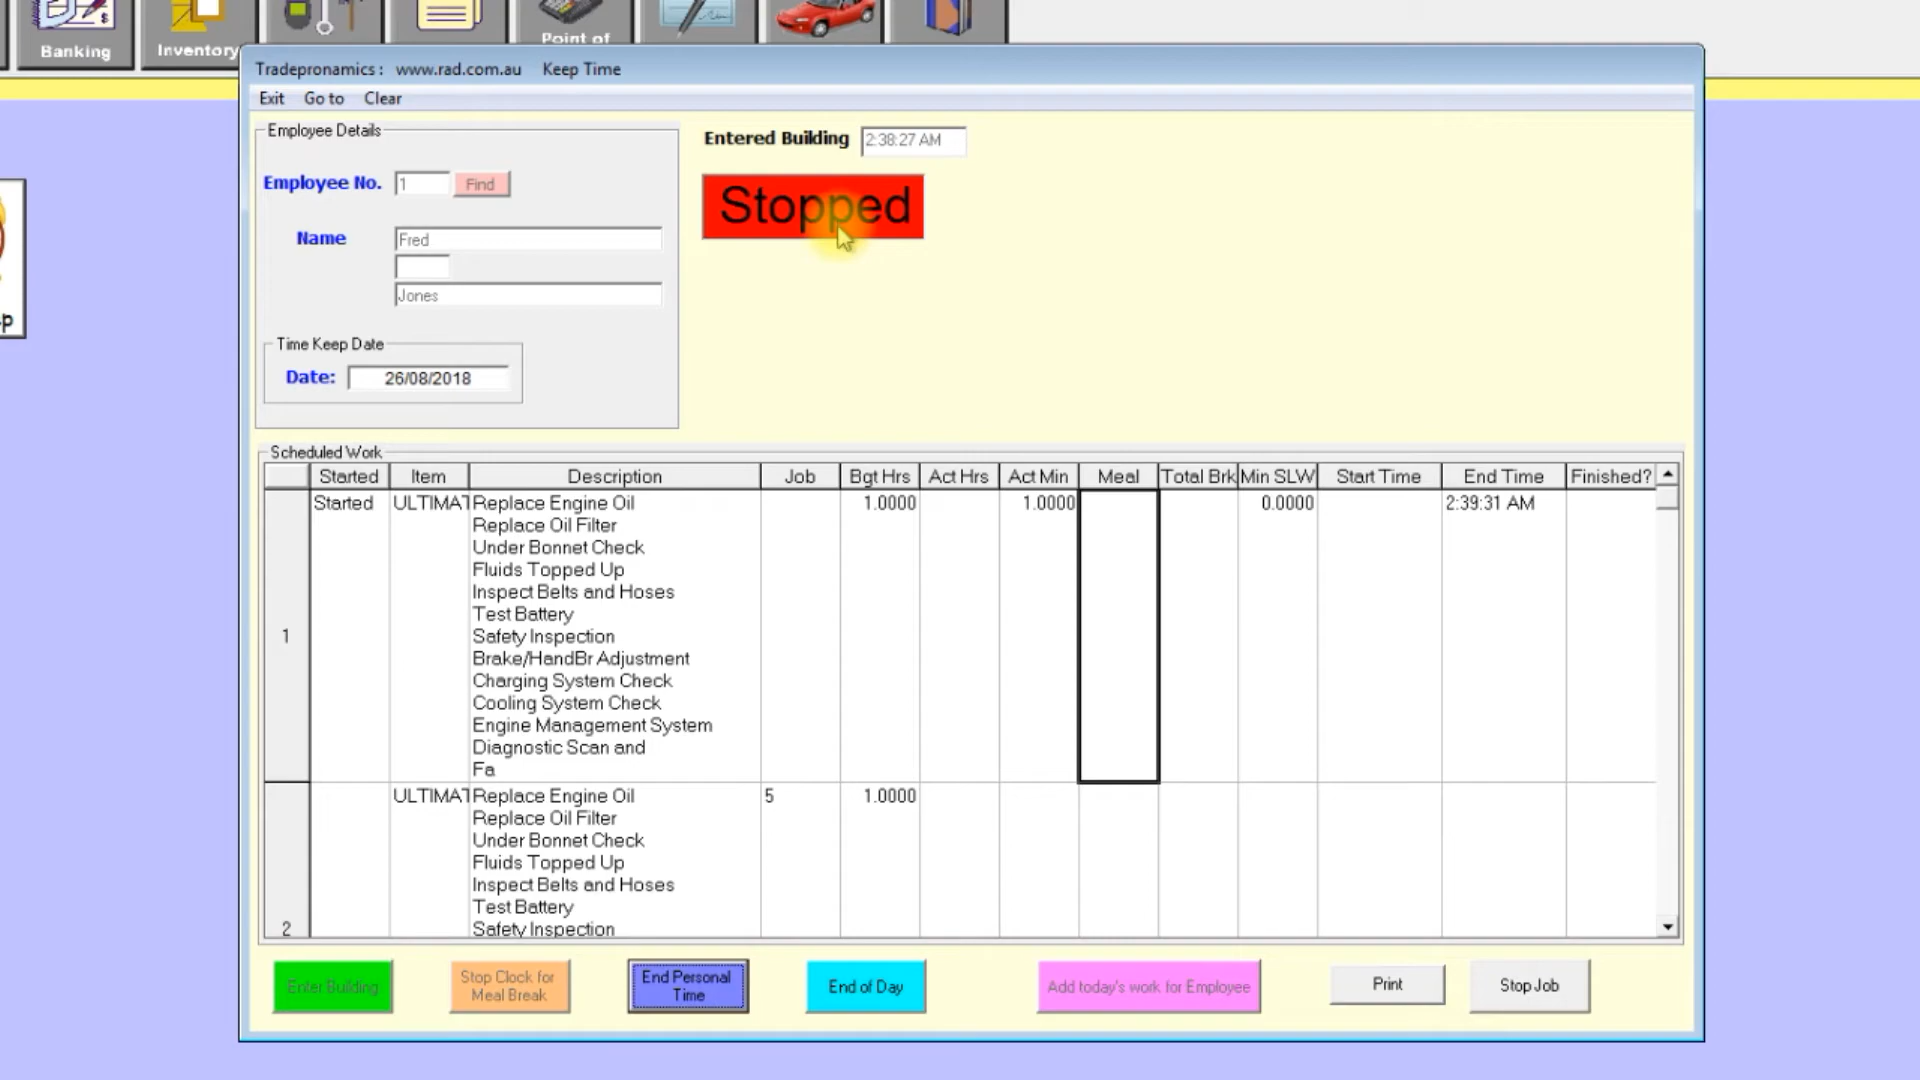 Banking
Inventory
Point of
Tradepronamics : www.rad.com.au Keep Time
Exit Go to Clear
Employee Details
Employee No. 1 Find
Name Fred
Jones
Time Keep Date
Date: 26/08/2018
Entered Building 2:38:27 AM
Stopped
p
Scheduled Work
Started Item Description Job Bgt Hrs Act Hrs Act Min Meal Total Brk Min SLW Start Time End Time Finished?
1 Started ULTIMAT Replace Engine Oil 1.0000 1.0000 0.0000 2:39:31 AM
Replace Oil Filter
Under Bonnet Check
Fluids Topped Up
Inspect Belts and Hoses
Test Battery
Safety Inspection
Brake/HandBr Adjustment
Charging System Check
Cooling System Check
Engine Management System
Diagnostic Scan and
Fa
2 ULTIMAT Replace Engine Oil 5 1.0000
Replace Oil Filter
Under Bonnet Check
Fluids Topped Up
Inspect Belts and Hoses
Test Battery
Safety Inspection
Enter Building
Stop Clock for
Meal Break
End Personal
Time
End of Day
Add today's work for Employee
Print
Stop Job